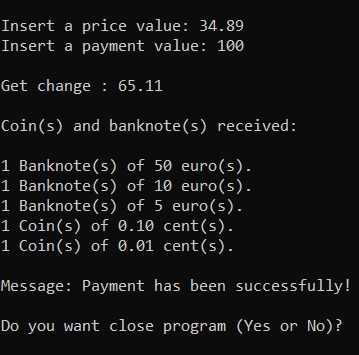 Insert a price value: 34.89
Insert a payment value: 100
Get change : 65.11
Coin(s) and banknote(s) received:
1 Banknote(s) of 50 euro(s).
1 Banknote(s) of 10 euro(s).
1 Banknote(s) of 5 euro(s).
1 Coin(s) of 0.10 cent(s).
1 Coin(s) of 0.01 cent(s).
Message: Payment has been successfully!
Do you want close program (Yes or No)?